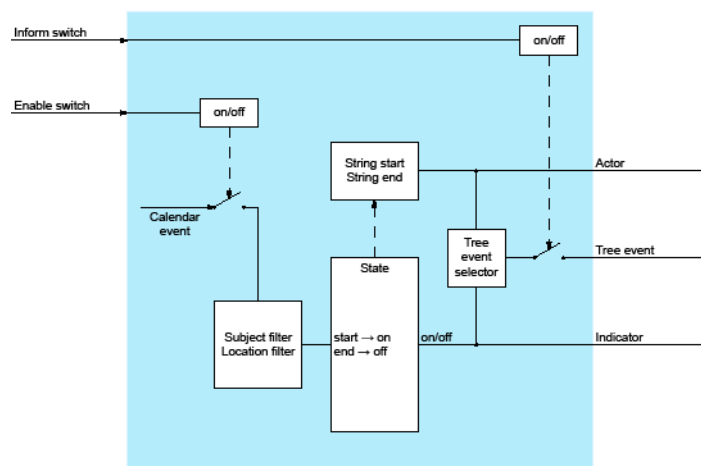 Inform switch
on/off
Enable switch
on/off
String start
String end
Actor
Calendar
event
Tree
event
selector
Tree event
State
Subject filter
Location filter
start → on
end → off
on/off
Indicator